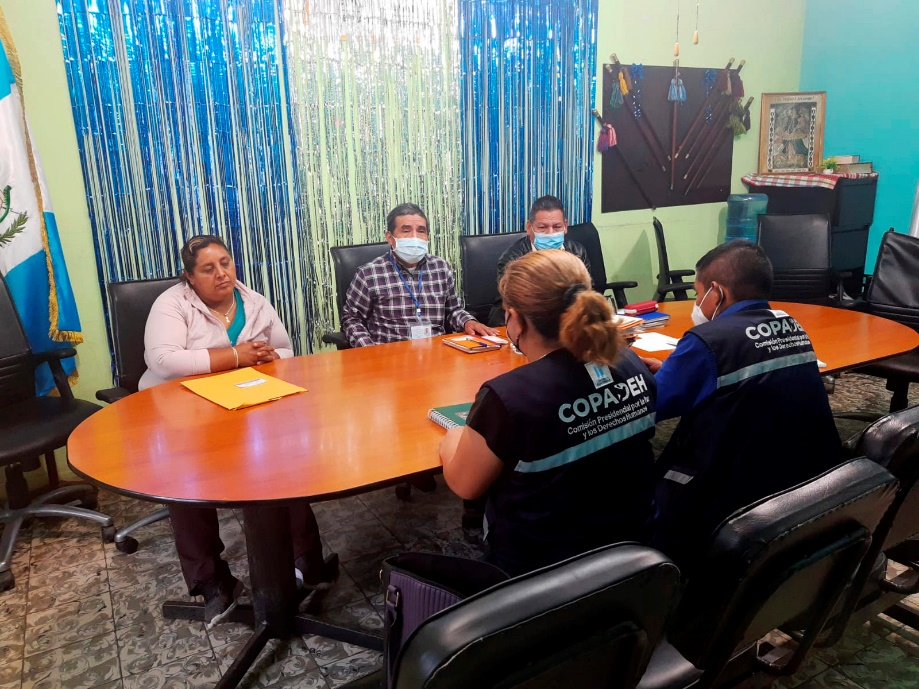 COPADEH
Comisión Presidencial por la Paz
y los Derechos Humanos
COPADEH
Comisión Presidencial por la Paz
y los Derechos Humanos